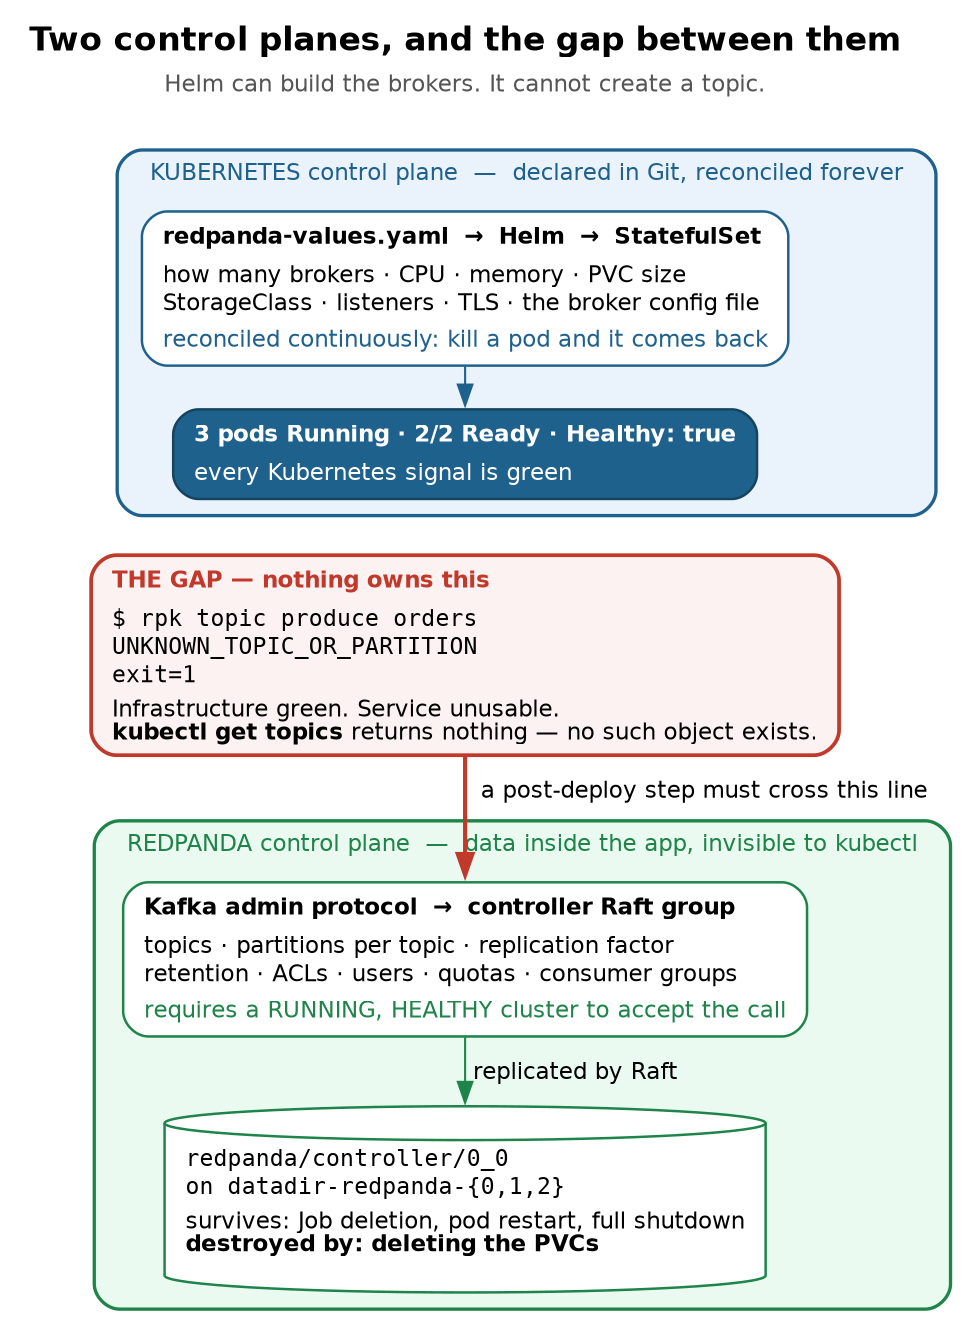 Two control planes, and the gap between them
Helm can build the brokers. It cannot create a topic.
KUBERNETES control plane — declared in Git, reconciled forever
redpanda-values.yaml → Helm → StatefulSet
how many brokers · CPU · memory · PVC size
StorageClass · listeners · TLS · the broker config file
reconciled continuously: kill a pod and it comes back
3 pods Running · 2/2 Ready · Healthy: true
every Kubernetes signal is green
THE GAP — nothing owns this
$ rpk topic produce orders
UNKNOWN_TOPIC_OR_PARTITION
exit=1
Infrastructure green. Service unusable.
kubectl get topics returns nothing — no such object exists.
a post-deploy step must cross this line
REDPANDA control plane — data inside the app, invisible to kubectl
Kafka admin protocol → controller Raft group
topics · partitions per topic · replication factor
retention · ACLs · users · quotas · consumer groups
requires a RUNNING, HEALTHY cluster to accept the call
replicated by Raft
redpanda/controller/0_0
on datadir-redpanda-{0,1,2}
survives: Job deletion, pod restart, full shutdown
destroyed by: deleting the PVCs